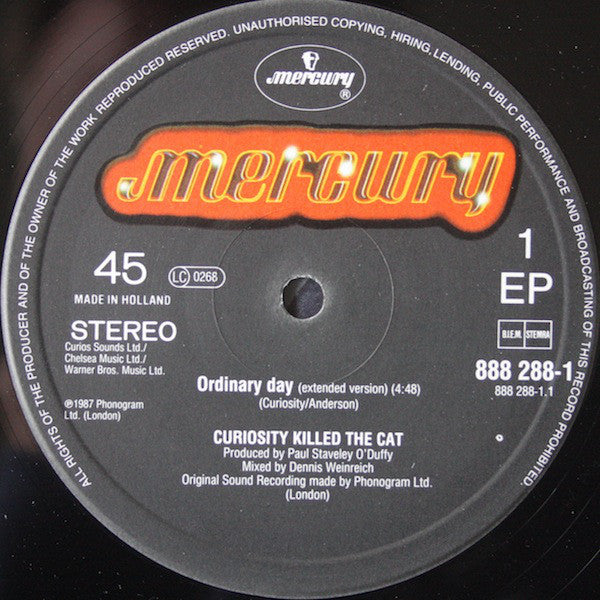 ALL RIGHTS OF THE PRODUCER AND OF THE OWNER OF THE WORK REPRODUCED RESERVED. UNAUTHORISED COPYING, HIRING, LENDING, PUBLIC PERFORMANCE AND BROADCASTING OF THIS RECORD PROHIBITED.
mercury ®
mercury
45
LC 0268
MADE IN HOLLAND
STEREO
Curios Sounds Ltd./
Chelsea Music Ltd./
Warner Bros. Music Ltd.
℗1987 Phonogram
Ltd. (London)
1
EP
B.I.E.M. STEMRA
888 288-1
888 288-1.1
Ordinary day (extended version) (4:48)
(Curiosity/Anderson)
CURIOSITY KILLED THE CAT
Produced by Paul Staveley O'Duffy
Mixed by Dennis Weinreich
Original Sound Recording made by Phonogram Ltd.
(London)